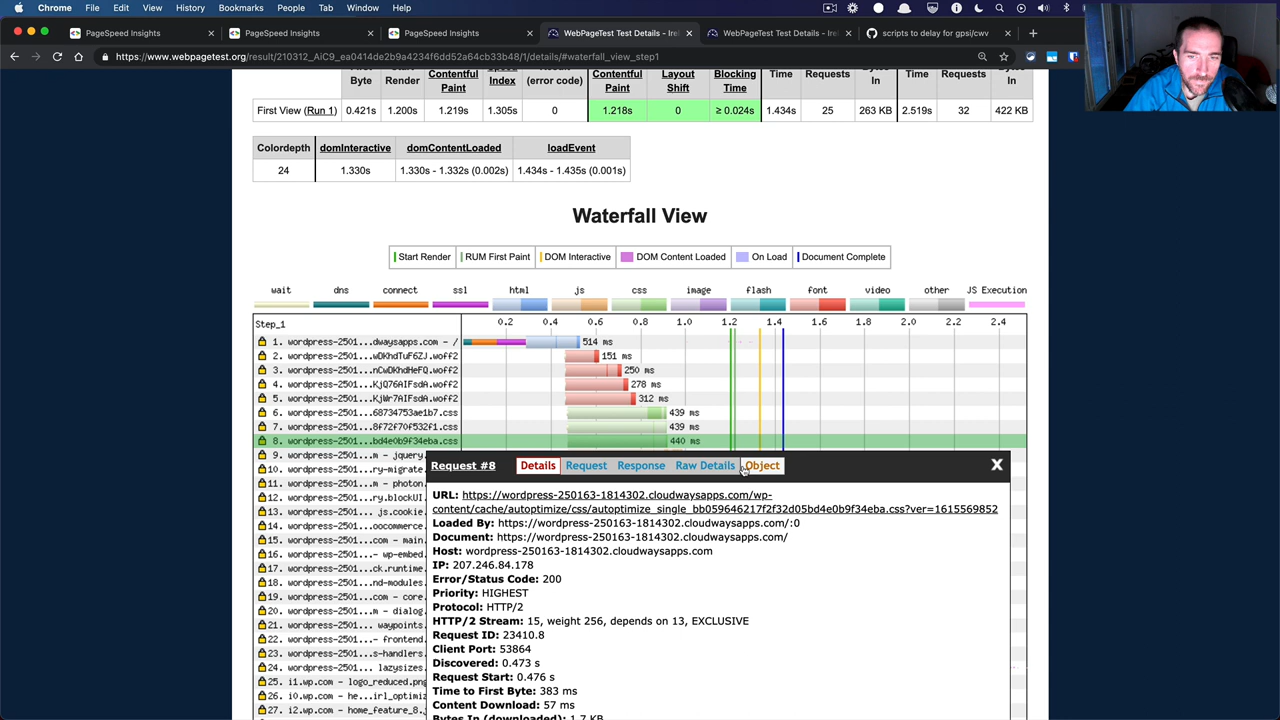 Chrome File Edit View History Bookmarks People Tab Window Help
PageSpeed Insights
PageSpeed Insights
PageSpeed Insights
WebPageTest Test Details - Irel
WebPageTest Test Details - Irel
scripts to delay for gpsi/cwv
https://www.webpagetest.org/result/210312_AiC9_ea0414de2b9a4234f6dd52a64cb33b48/1/details/#waterfall_view_step1
Byte Render Contentful Paint Index (error code) Contentful Paint Layout Shift Blocking Time Time Requests In Time Requests In
First View (Run 1) 0.421s 1.200s 1.219s 1.305s 0 1.218s 0 ≥ 0.024s 1.434s 25 263 KB 2.519s 32 422 KB
Colordepth domInteractive domContentLoaded loadEvent
24 1.330s 1.330s - 1.332s (0.002s) 1.434s - 1.435s (0.001s)
Waterfall View
Start Render RUM First Paint DOM Interactive DOM Content Loaded On Load Document Complete
wait dns connect ssl html js css image flash font video other JS Execution
Step_1 0.2 0.4 0.6 0.8 1.0 1.2 1.4 1.6 1.8 2.0 2.2 2.4
1. wordpress-2501...dwaysapps.com - / 514 ms
2. wordpress-2501...wDKhdTuF6ZJ.woff2 151 ms
3. wordpress-2501...nCwDKhdHeFQ.woff2 250 ms
4. wordpress-2501...KjQ76AIFsdA.woff2 278 ms
5. wordpress-2501...KjWr7AIFsdA.woff2 312 ms
6. wordpress-2501...68734753ae1b7.css 439 ms
7. wordpress-2501...8f72f70f532f1.css 439 ms
8. wordpress-2501...bd4e0b9f34eba.css 440 ms
9. wordpress-2501...m - jquery.
10. wordpress-2501...ry-migrate.
11. wordpress-2501...m - photon.
12. wordpress-2501...ry.blockUI.
13. wordpress-2501... js.cookie.
14. wordpress-2501...oocommerce.
15. wordpress-2501...com - main.
16. wordpress-2501...- wp-embed.
17. wordpress-2501...ck.runtime.
18. wordpress-2501...nd-modules.
19. wordpress-2501...com - core.
20. wordpress-2501...m - dialog.
21. wordpress-2501... waypoints.
22. wordpress-2501...- frontend.
23. wordpress-2501...s-handlers.
24. wordpress-2501... lazysizes.
25. i1.wp.com - logo_reduced.png
26. i0.wp.com - he...irl_optimiz
27. i2.wp.com - home_feature_8.j
Request #8 Details Request Response Raw Details Object X
URL: https://wordpress-250163-1814302.cloudwaysapps.com/wp-
content/cache/autoptimize/css/autoptimize_single_bb059646217f2f32d05bd4e0b9f34eba.css?ver=1615569852
Loaded By: https://wordpress-250163-1814302.cloudwaysapps.com/:0
Document: https://wordpress-250163-1814302.cloudwaysapps.com/
Host: wordpress-250163-1814302.cloudwaysapps.com
IP: 207.246.84.178
Error/Status Code: 200
Priority: HIGHEST
Protocol: HTTP/2
HTTP/2 Stream: 15, weight 256, depends on 13, EXCLUSIVE
Request ID: 23410.8
Client Port: 53864
Discovered: 0.473 s
Request Start: 0.476 s
Time to First Byte: 383 ms
Content Download: 57 ms
Bytes In (downloaded): 1.7 KB